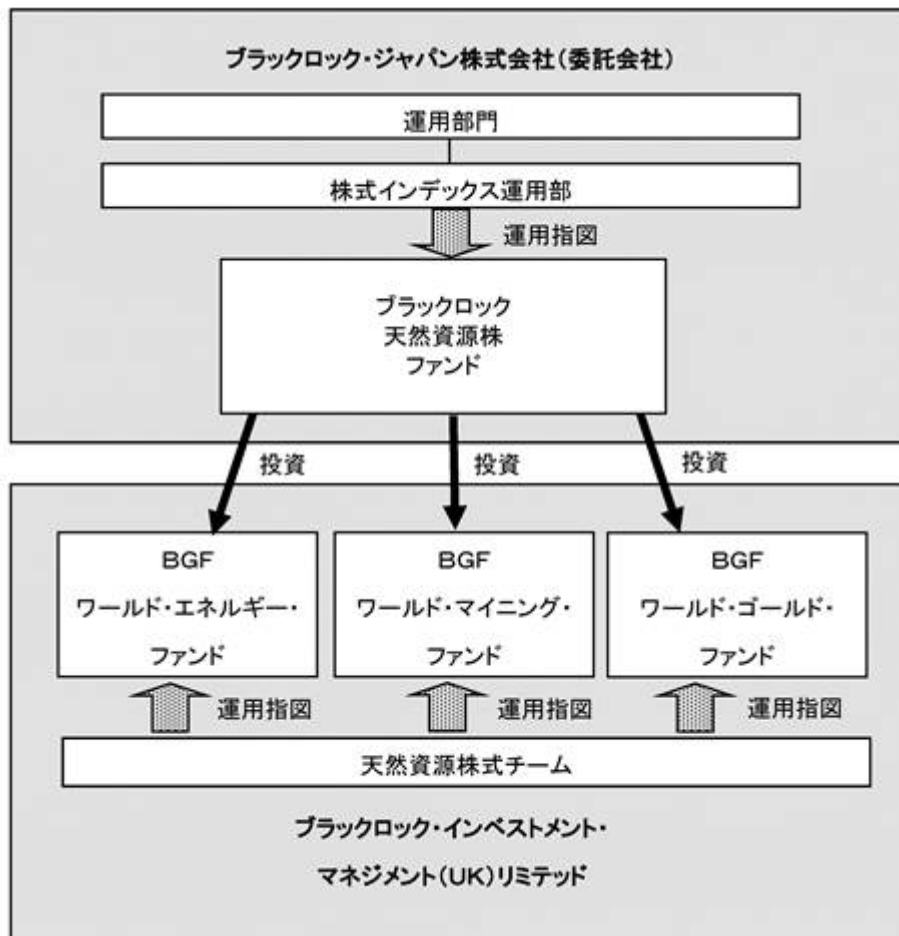 ブラックロック・ジャパン株式会社(委託会社)
運用部門
株式インデックス運用部
運用指図
ブラックロック
天然資源株
ファンド
投資
投資
投資
BGF
ワールド・エネルギー・
ファンド
BGF
ワールド・マイニング・
ファンド
BGF
ワールド・ゴールド・
ファンド
運用指図
運用指図
運用指図
天然資源株式チーム
ブラックロック・インベストメント・
マネジメント(UK)リミテッド